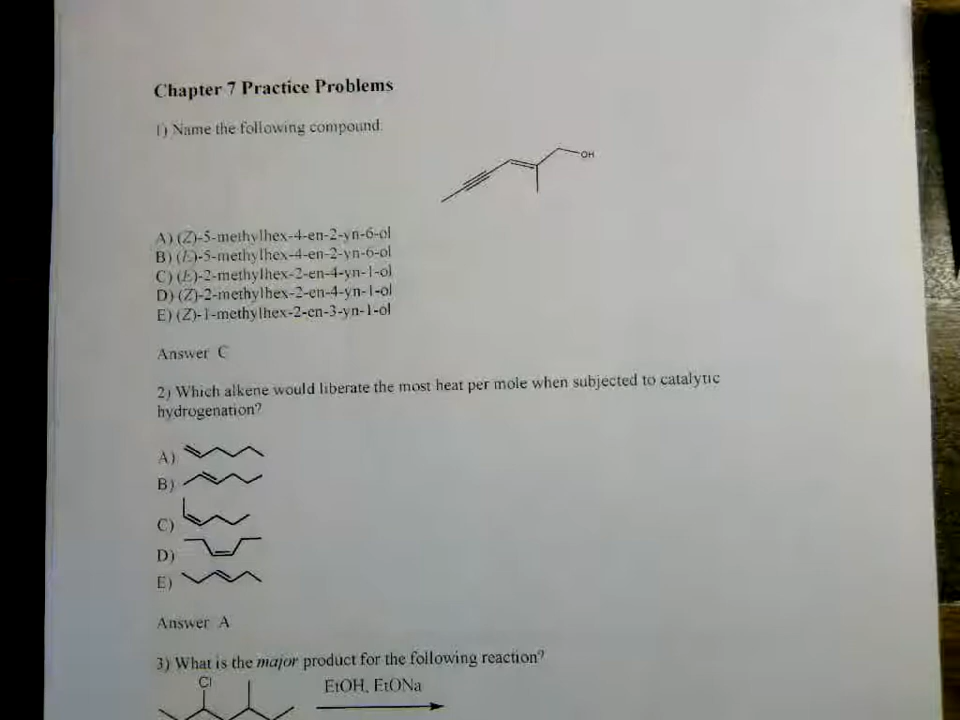 Chapter 7 Practice Problems
1) Name the following compound.
OH
A) (Z)-5-methylhex-4-en-2-yn-6-ol
B) (E)-5-methylhex-4-en-2-yn-6-ol
C) (E)-2-methylhex-2-en-4-yn-1-ol
D) (Z)-2-methylhex-2-en-4-yn-1-ol
E) (Z)-1-methylhex-2-en-3-yn-1-ol
Answer C
2) Which alkene would liberate the most heat per mole when subjected to catalytic
hydrogenation?
A)
B)
C)
D)
E)
Answer A
3) What is the major product for the following reaction?
Cl
EtOH, EtONa